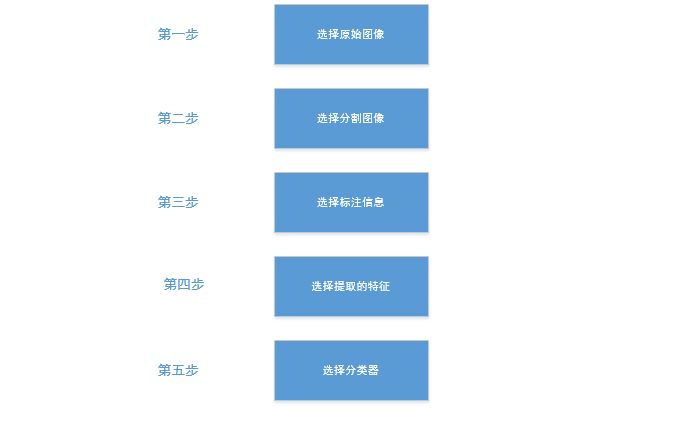 第一步
选择原始图像
第二步
选择分割图像
第三步
选择标注信息
第四步
选择提取的特征
第五步
选择分类器